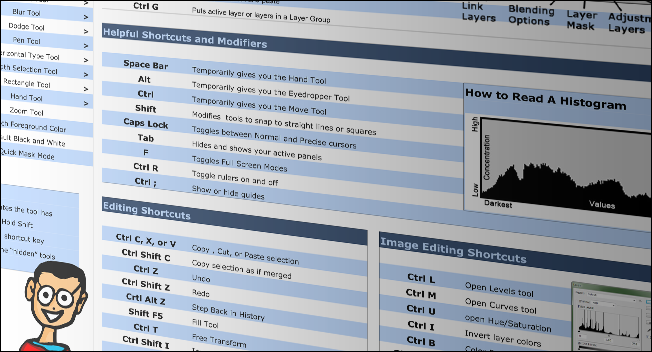 Blur Tool >
Dodge Tool >
Pen Tool >
orizontal Type Tool >
th Selection Tool >
Rectangle Tool >
Hand Tool >
Zoom Tool
ch Foreground Color
ult Black and White
Quick Mask Mode
ates the tool has
Hold Shift
shortcut key
he "hidden" tools
Ctrl G Puts active layer or layers in a Layer Group
Link Layers
Blending Options
Layer Mask
Adjustm Layers
Helpful Shortcuts and Modifiers
Space Bar Temporarily gives you the Hand Tool
Alt Temporarily gives you the Eyedropper Tool
Ctrl Temporarily gives you the Move Tool
Shift Modifies tools to snap to straight lines or squares
Caps Lock Toggles between Normal and Precise cursors
Tab Hides and shows your active panels
F Toggles Full Screen Modes
Ctrl R Toggle rulers on and off
Ctrl ; Show or hide guides
How to Read A Histogram
High
Concentration
Low
Darkest Values
Editing Shortcuts
Ctrl C, X, or V Copy , Cut, or Paste selection
Ctrl Shift C Copy selection as if merged
Ctrl Z Undo
Ctrl Shift Z Redo
Crtl Alt Z Step Back in History
Shift F5 Fill Tool
Ctrl T Free Transform
Ctrl Shift I
Image Editing Shortcuts
Ctrl L Open Levels tool
Ctrl M Open Curves tool
Ctrl U open Hue/Saturation
Ctrl I Invert layer colors
Ctrl B